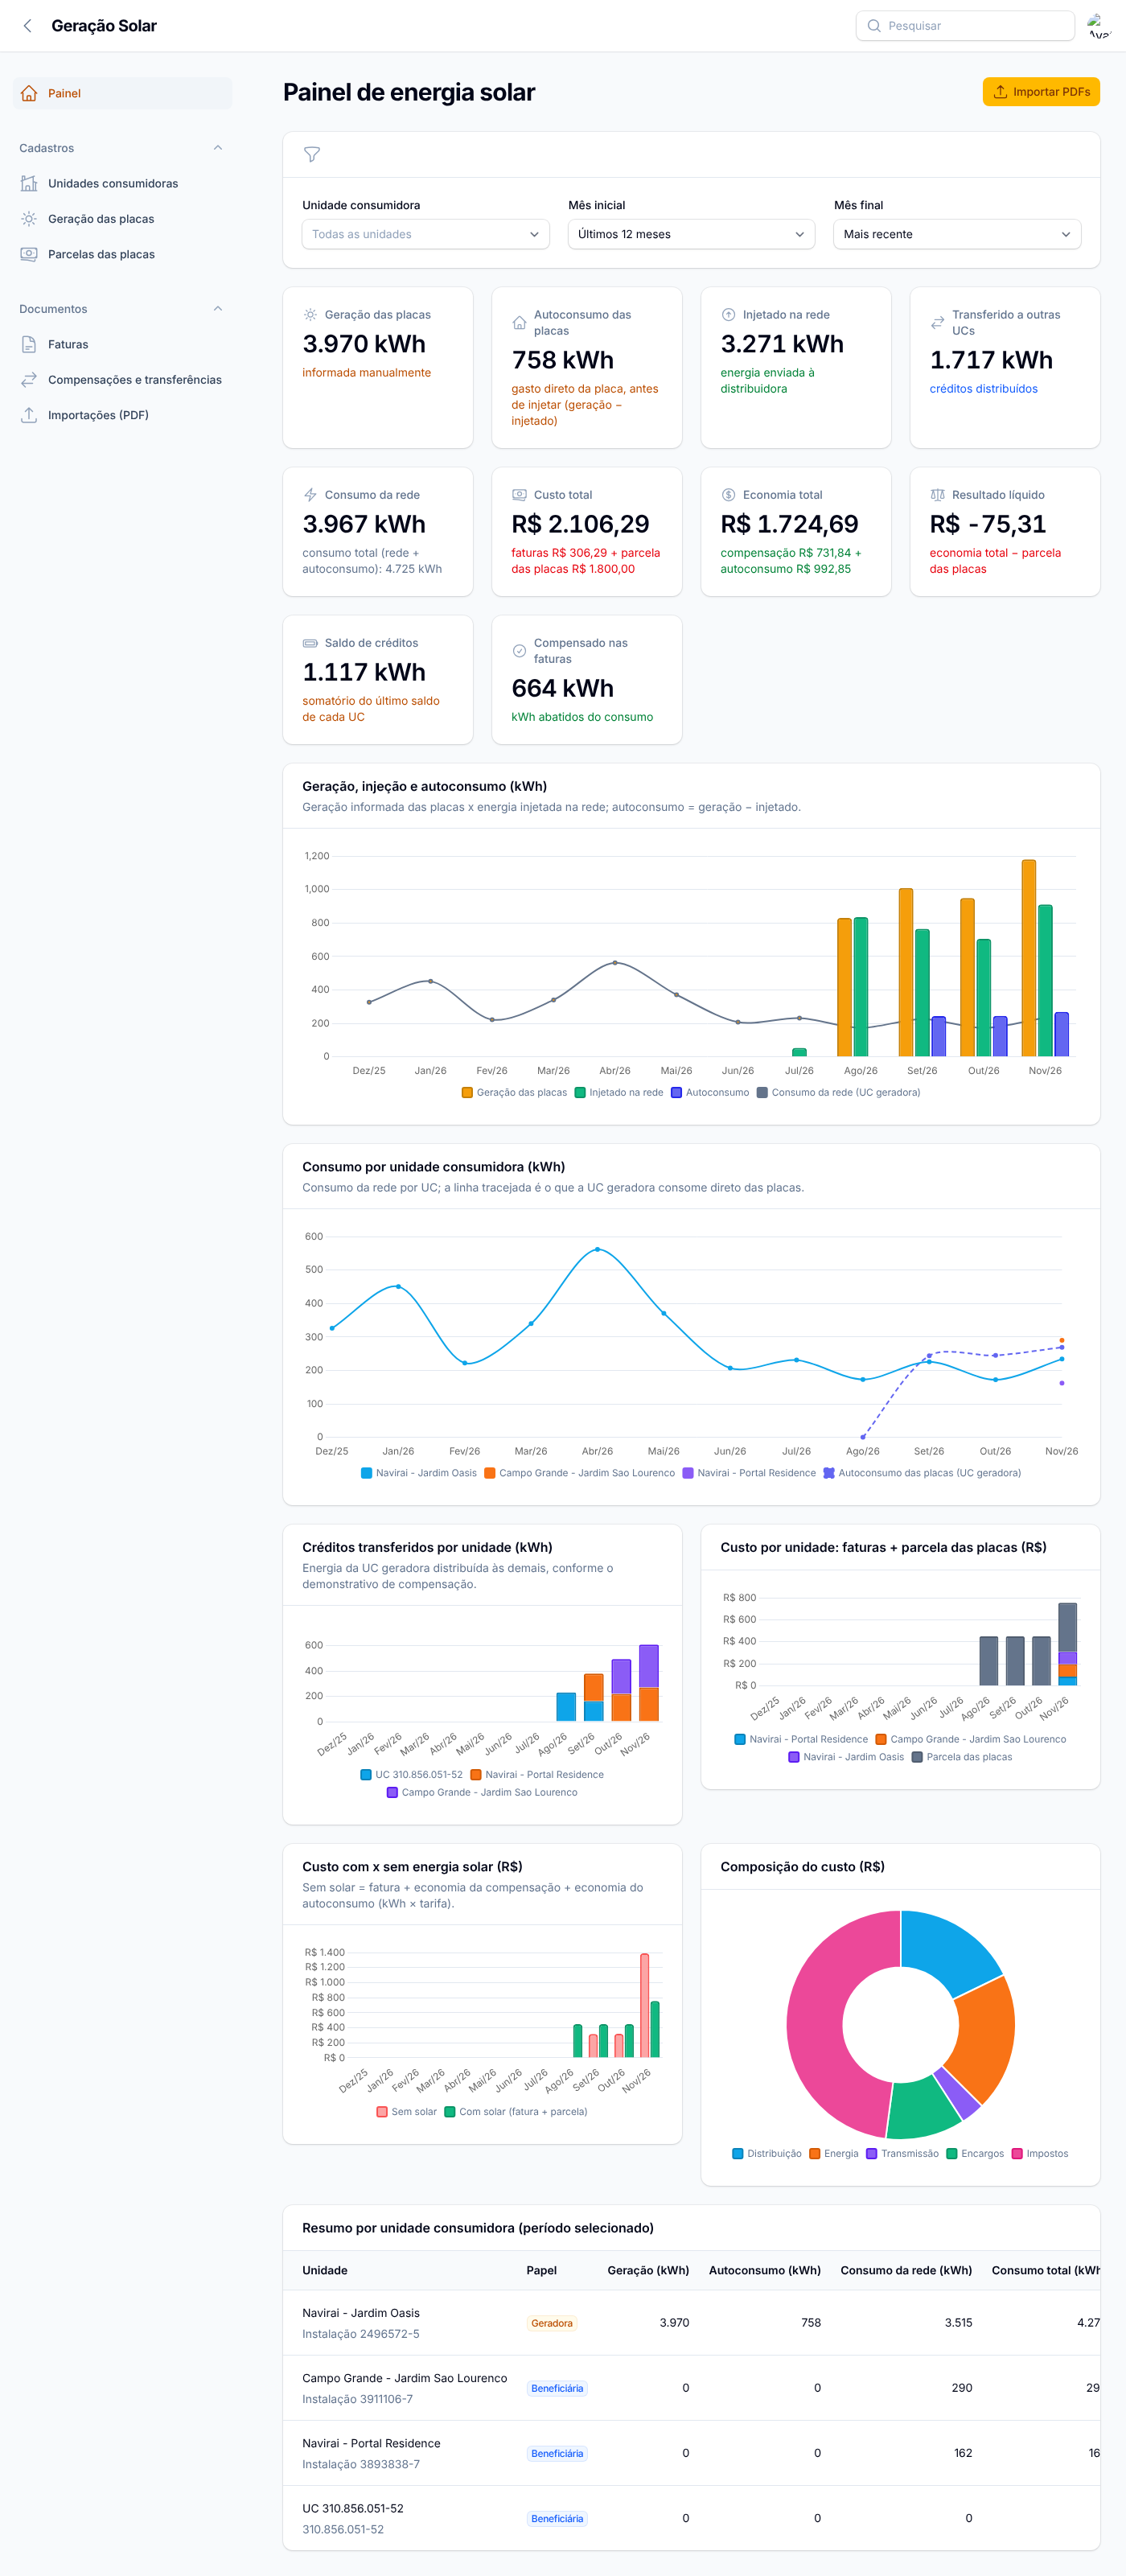 Geração Solar
Pesquisar
Painel
Cadastros
Unidades consumidoras
Geração das placas
Parcelas das placas
Documentos
Faturas
Compensações e transferências
Importações (PDF)
Painel de energia solar
Importar PDFs
Unidade consumidora
Todas as unidades
Mês inicial
Últimos 12 meses
Mês final
Mais recente
Geração das placas
3.970 kWh
informada manualmente
Autoconsumo das
placas
758 kWh
gasto direto da placa, antes
de injetar (geração −
injetado)
Injetado na rede
3.271 kWh
energia enviada à
distribuidora
Transferido a outras
UCs
1.717 kWh
créditos distribuídos
Consumo da rede
3.967 kWh
consumo total (rede +
autoconsumo): 4.725 kWh
Custo total
R$ 2.106,29
faturas R$ 306,29 + parcela
das placas R$ 1.800,00
Economia total
R$ 1.724,69
compensação R$ 731,84 +
autoconsumo R$ 992,85
Resultado líquido
R$ -75,31
economia total − parcela
das placas
Saldo de créditos
1.117 kWh
somatório do último saldo
de cada UC
Compensado nas
faturas
664 kWh
kWh abatidos do consumo
Geração, injeção e autoconsumo (kWh)
Geração informada das placas x energia injetada na rede; autoconsumo = geração − injetado.
1,200
1,000
800
600
400
200
0
Dez/25 Jan/26 Fev/26 Mar/26 Abr/26 Mai/26 Jun/26 Jul/26 Ago/26 Set/26 Out/26 Nov/26
Geração das placas Injetado na rede Autoconsumo Consumo da rede (UC geradora)
Consumo por unidade consumidora (kWh)
Consumo da rede por UC; a linha tracejada é o que a UC geradora consome direto das placas.
600
500
400
300
200
100
0
Dez/25 Jan/26 Fev/26 Mar/26 Abr/26 Mai/26 Jun/26 Jul/26 Ago/26 Set/26 Out/26 Nov/26
Navirai - Jardim Oasis Campo Grande - Jardim Sao Lourenco Navirai - Portal Residence Autoconsumo das placas (UC geradora)
Créditos transferidos por unidade (kWh)
Energia da UC geradora distribuída às demais, conforme o
demonstrativo de compensação.
600
400
200
0
Dez/25 Jan/26 Fev/26 Mar/26 Abr/26 Mai/26 Jun/26 Jul/26 Ago/26 Set/26 Out/26 Nov/26
UC 310.856.051-52 Navirai - Portal Residence
Campo Grande - Jardim Sao Lourenco
Custo por unidade: faturas + parcela das placas (R$)
R$ 800
R$ 600
R$ 400
R$ 200
R$ 0
Dez/25 Jan/26 Fev/26 Mar/26 Abr/26 Mai/26 Jun/26 Jul/26 Ago/26 Set/26 Out/26 Nov/26
Navirai - Portal Residence Campo Grande - Jardim Sao Lourenco
Navirai - Jardim Oasis Parcela das placas
Custo com x sem energia solar (R$)
Sem solar = fatura + economia da compensação + economia do
autoconsumo (kWh × tarifa).
R$ 1.400
R$ 1.200
R$ 1.000
R$ 800
R$ 600
R$ 400
R$ 200
R$ 0
Dez/25 Jan/26 Fev/26 Mar/26 Abr/26 Mai/26 Jun/26 Jul/26 Ago/26 Set/26 Out/26 Nov/26
Sem solar Com solar (fatura + parcela)
Composição do custo (R$)
Distribuição Energia Transmissão Encargos Impostos
Resumo por unidade consumidora (período selecionado)
Unidade Papel Geração (kWh) Autoconsumo (kWh) Consumo da rede (kWh) Consumo total (kWh
Navirai - Jardim Oasis
Instalação 2496572-5
Geradora 3.970 758 3.515 4.27
Campo Grande - Jardim Sao Lourenco
Instalação 3911106-7
Beneficiária 0 0 290 29
Navirai - Portal Residence
Instalação 3893838-7
Beneficiária 0 0 162 16
UC 310.856.051-52
310.856.051-52
Beneficiária 0 0 0